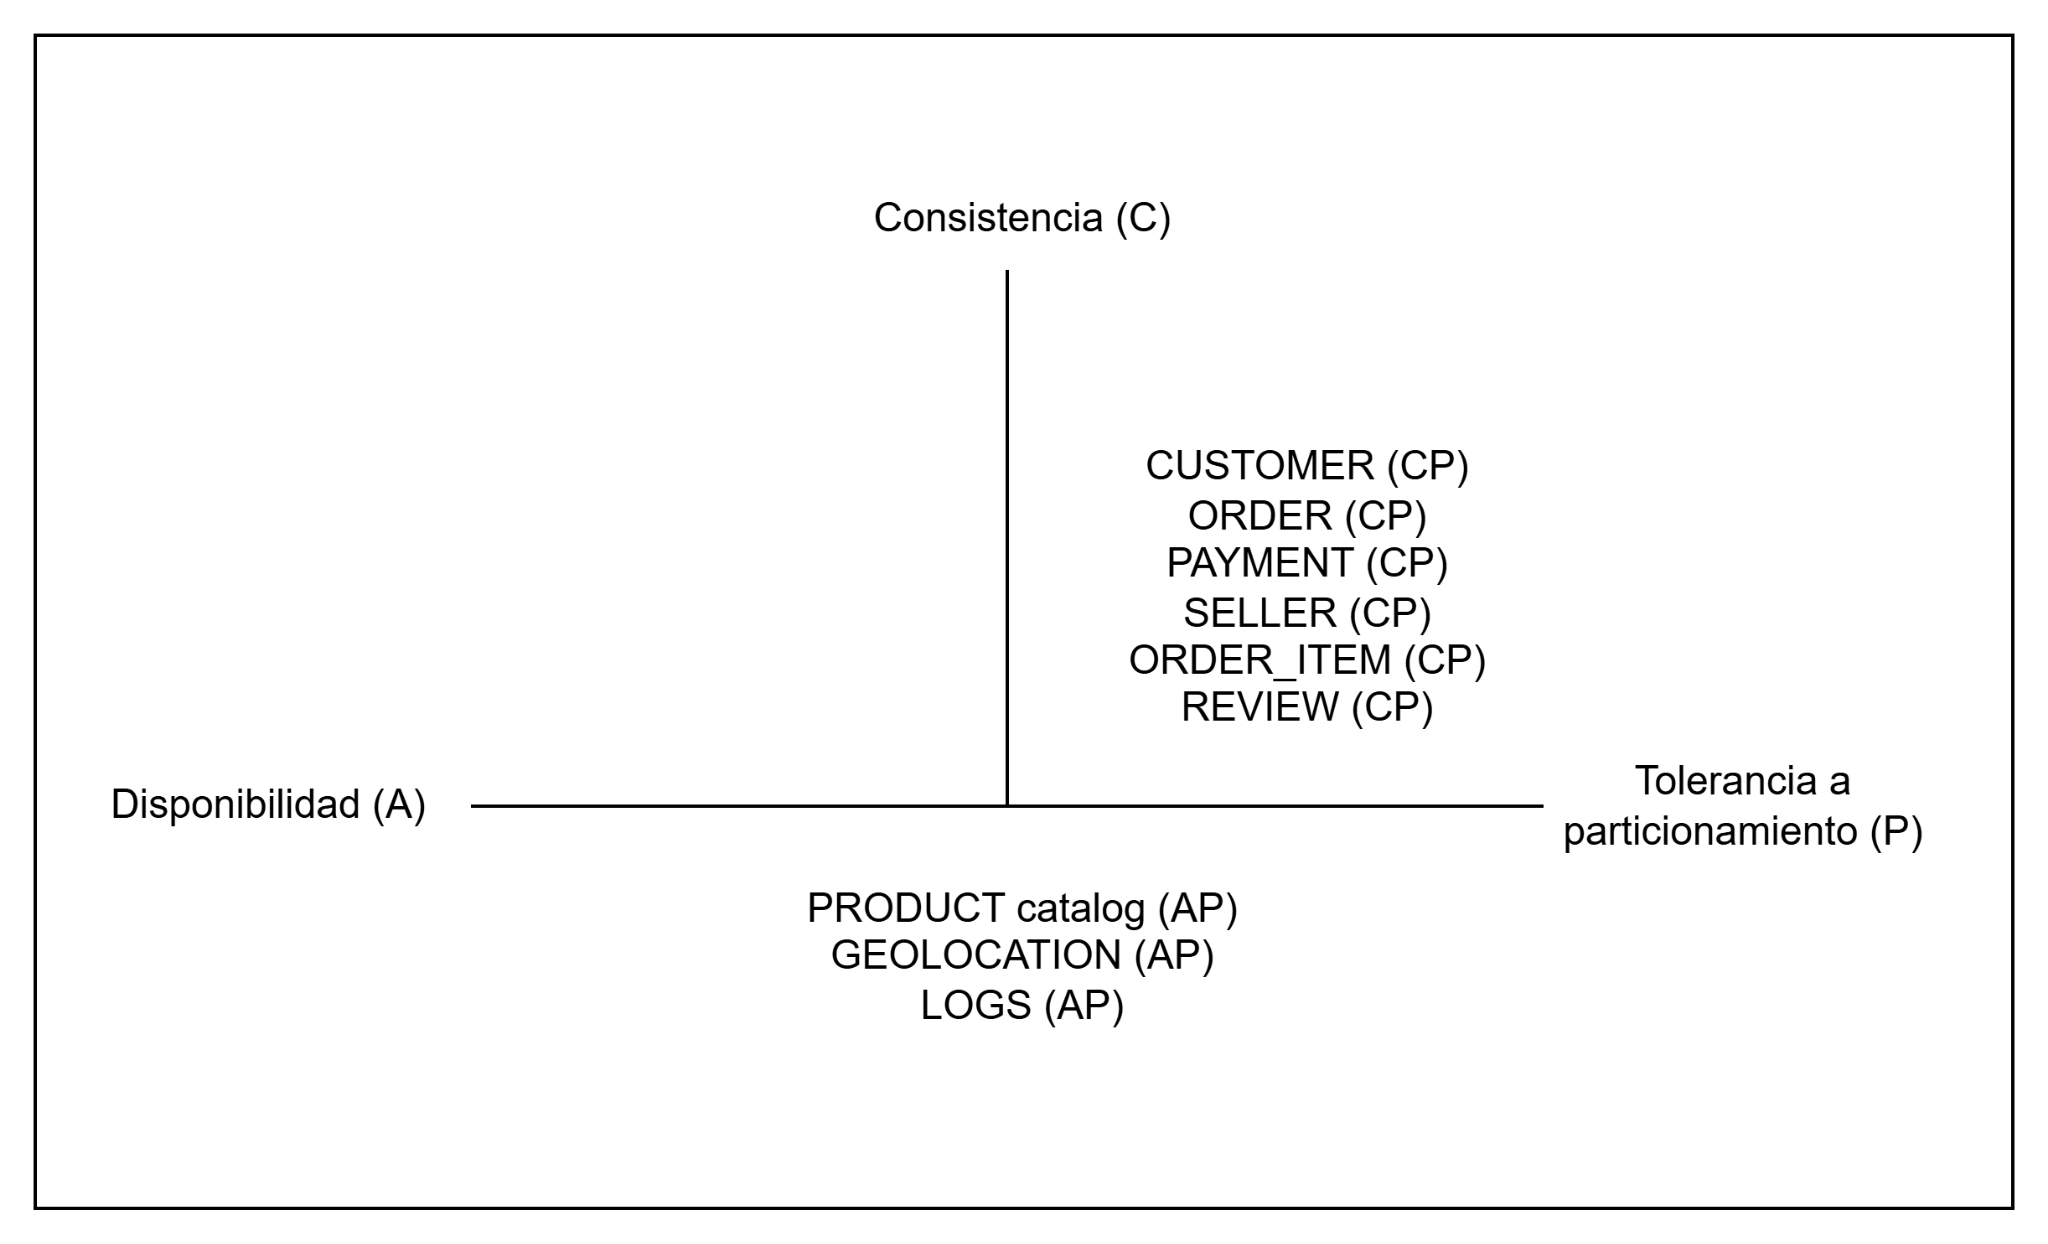 Consistencia (C)
CUSTOMER (CP)
ORDER (CP)
PAYMENT (CP)
SELLER (CP)
ORDER_ITEM (CP)
REVIEW (CP)
Disponibilidad (A)
Tolerancia a
particionamiento (P)
PRODUCT catalog (AP)
GEOLOCATION (AP)
LOGS (AP)